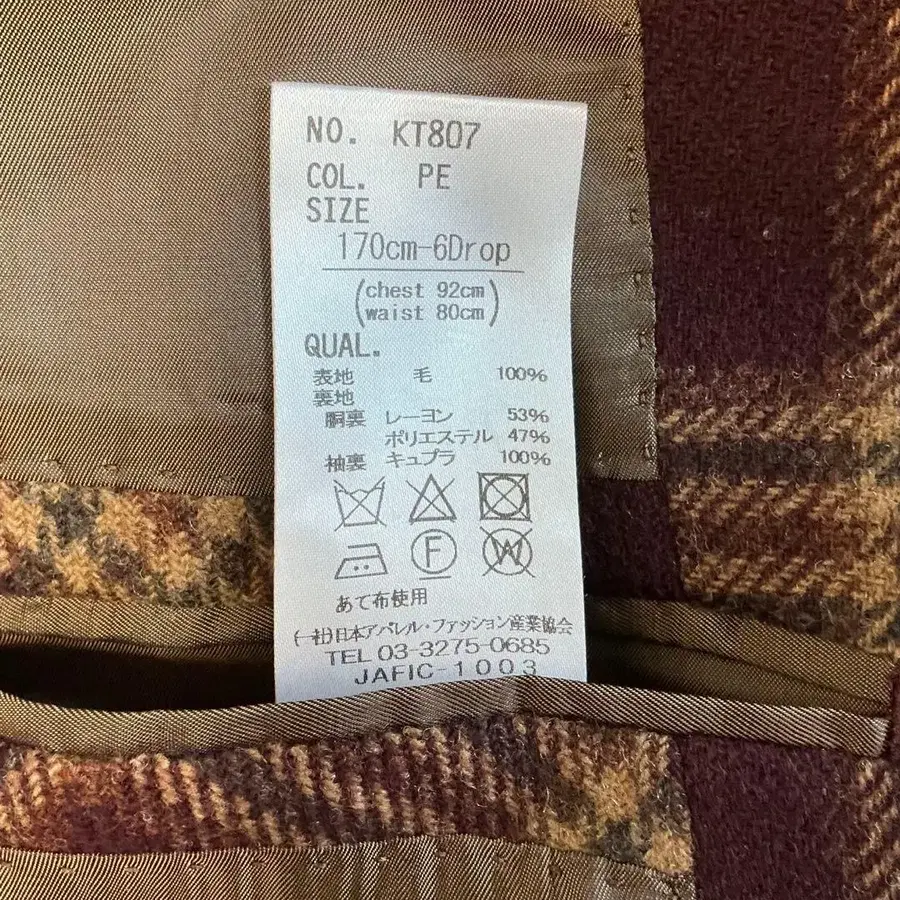 NO. KT807
COL. PE
SIZE
170cm-6Drop
(chest 92cm
waist 80cm)
QUAL.
表地 毛 100%
裏地
胴裏 レーヨン 53%
ポリエステル 47%
袖裏 キュプラ 100%
F W
あて布使用
(一社)日本アパレル・ファッション産業協会
TEL 03-3275-0685
JAFIC-1003